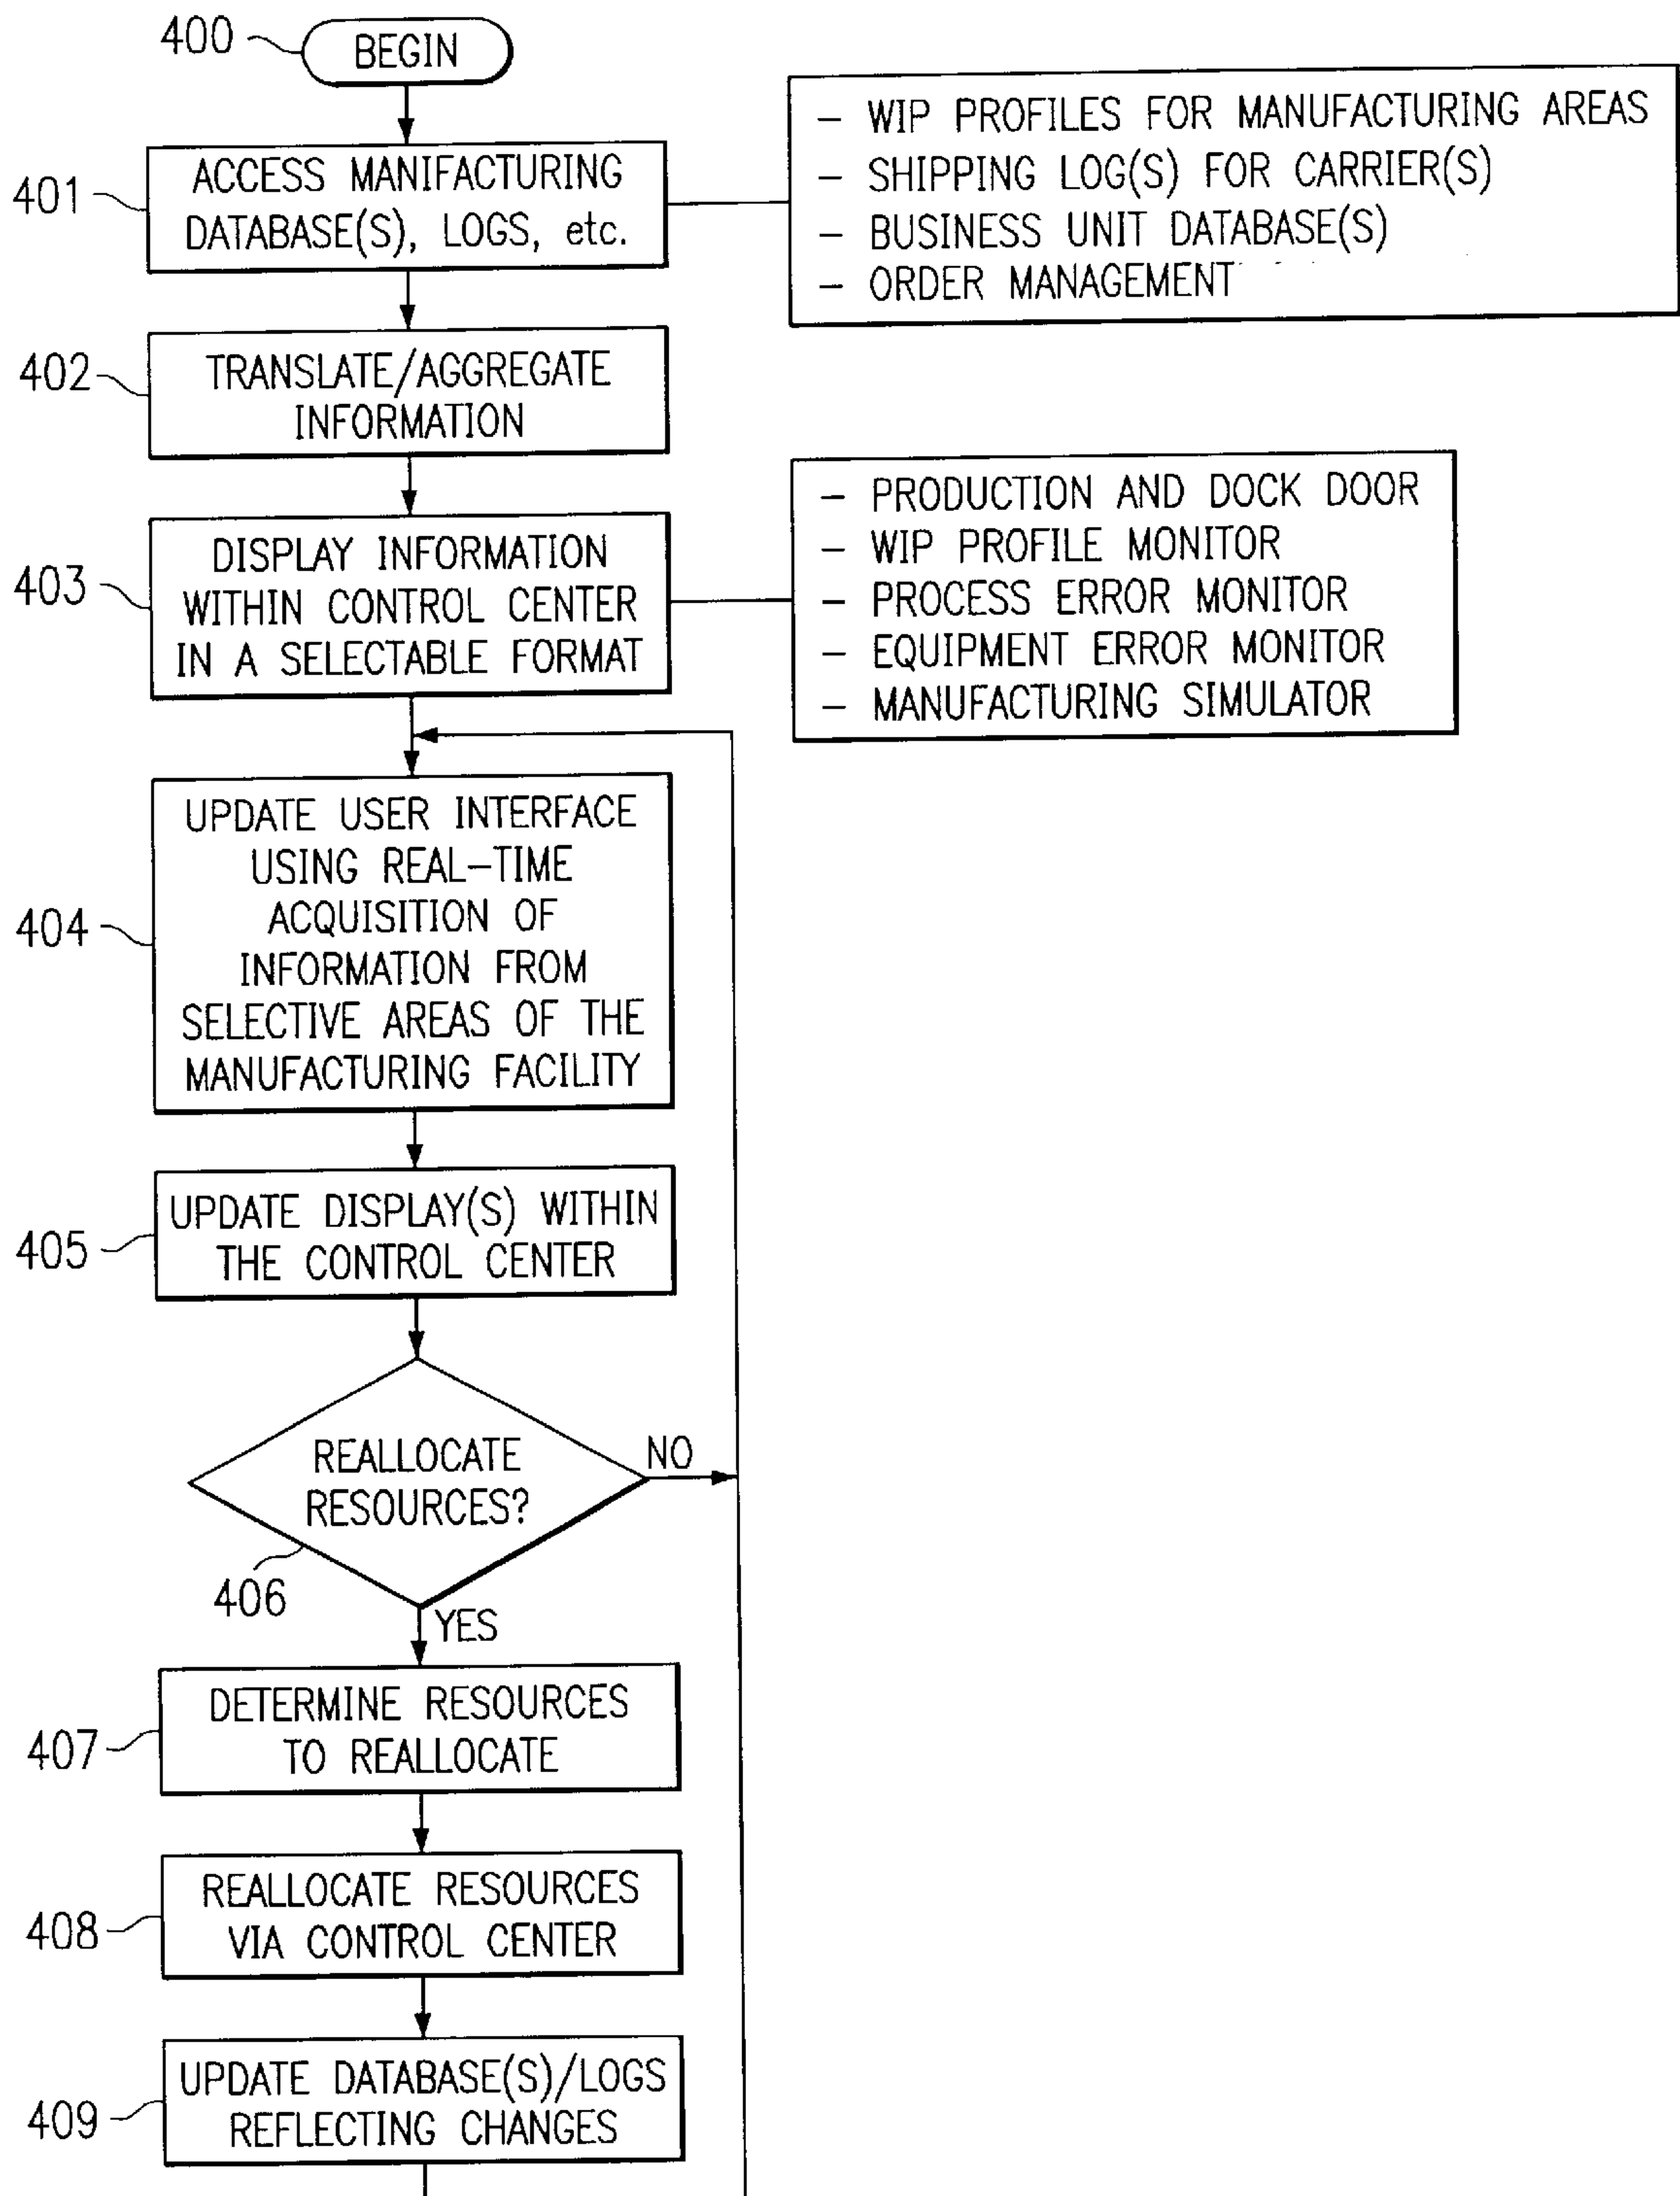 400
BEGIN
401
ACCESS MANIFACTURING
DATABASE(S), LOGS, etc.
– WIP PROFILES FOR MANUFACTURING AREAS
– SHIPPING LOG(S) FOR CARRIER(S)
– BUSINESS UNIT DATABASE(S)
– ORDER MANAGEMENT
402
TRANSLATE/AGGREGATE
INFORMATION
403
DISPLAY INFORMATION
WITHIN CONTROL CENTER
IN A SELECTABLE FORMAT
– PRODUCTION AND DOCK DOOR
– WIP PROFILE MONITOR
– PROCESS ERROR MONITOR
– EQUIPMENT ERROR MONITOR
– MANUFACTURING SIMULATOR
404
UPDATE USER INTERFACE
USING REAL–TIME
ACQUISITION OF
INFORMATION FROM
SELECTIVE AREAS OF THE
MANUFACTURING FACILITY
405
UPDATE DISPLAY(S) WITHIN
THE CONTROL CENTER
406
REALLOCATE
RESOURCES?
NO
YES
407
DETERMINE RESOURCES
TO REALLOCATE
408
REALLOCATE RESOURCES
VIA CONTROL CENTER
409
UPDATE DATABASE(S)/LOGS
REFLECTING CHANGES